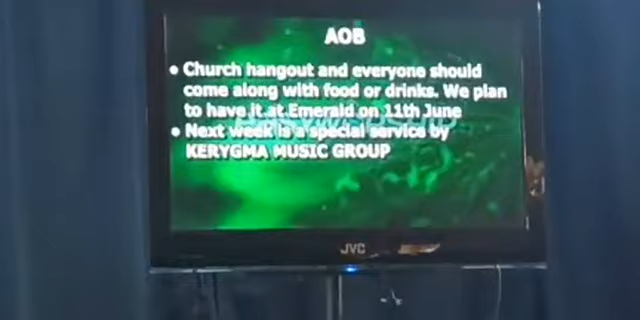 AOB
• Church hangout and everyone should
come along with food or drinks. We plan
to have it at Emerald on 11th June
• Next week is a special service by
KERYGMA MUSIC GROUP
JVC